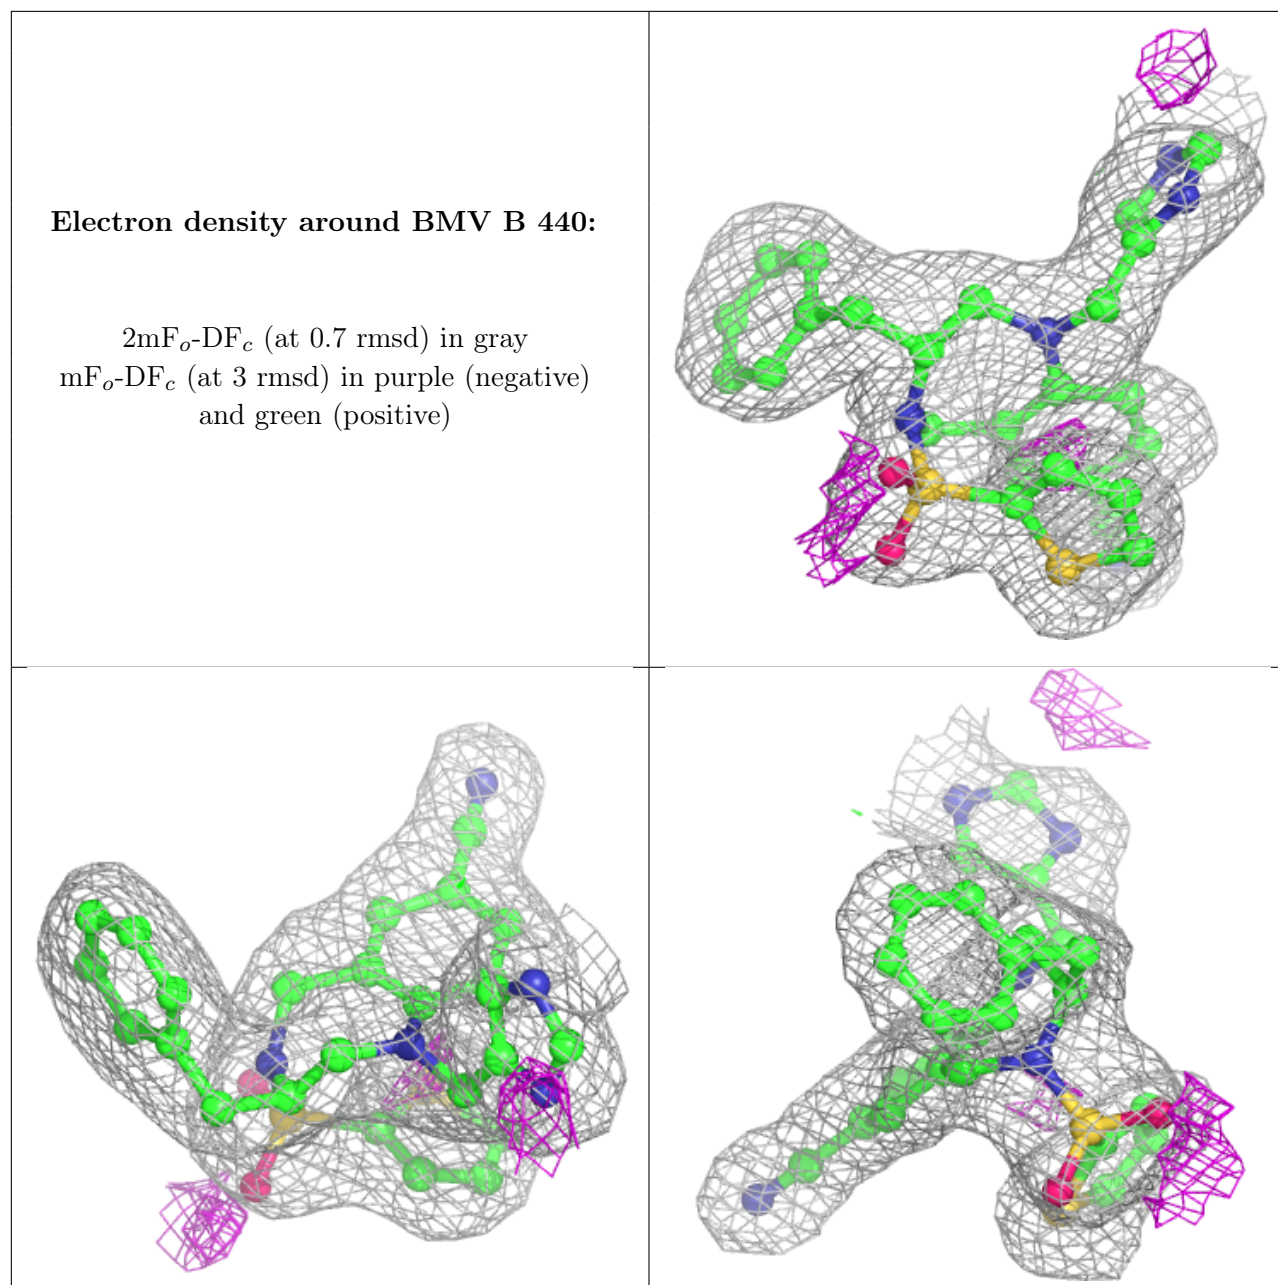 Electron density around BMV B 440:
2mFo-DFc (at 0.7 rmsd) in gray
mFo-DFc (at 3 rmsd) in purple (negative)
and green (positive)